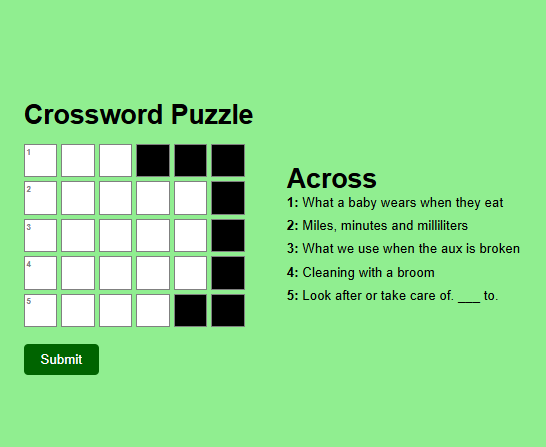 Crossword Puzzle
1
2
3
4
5
Submit
Across
1: What a baby wears when they eat
2: Miles, minutes and milliliters
3: What we use when the aux is broken
4: Cleaning with a broom
5: Look after or take care of. ___ to.